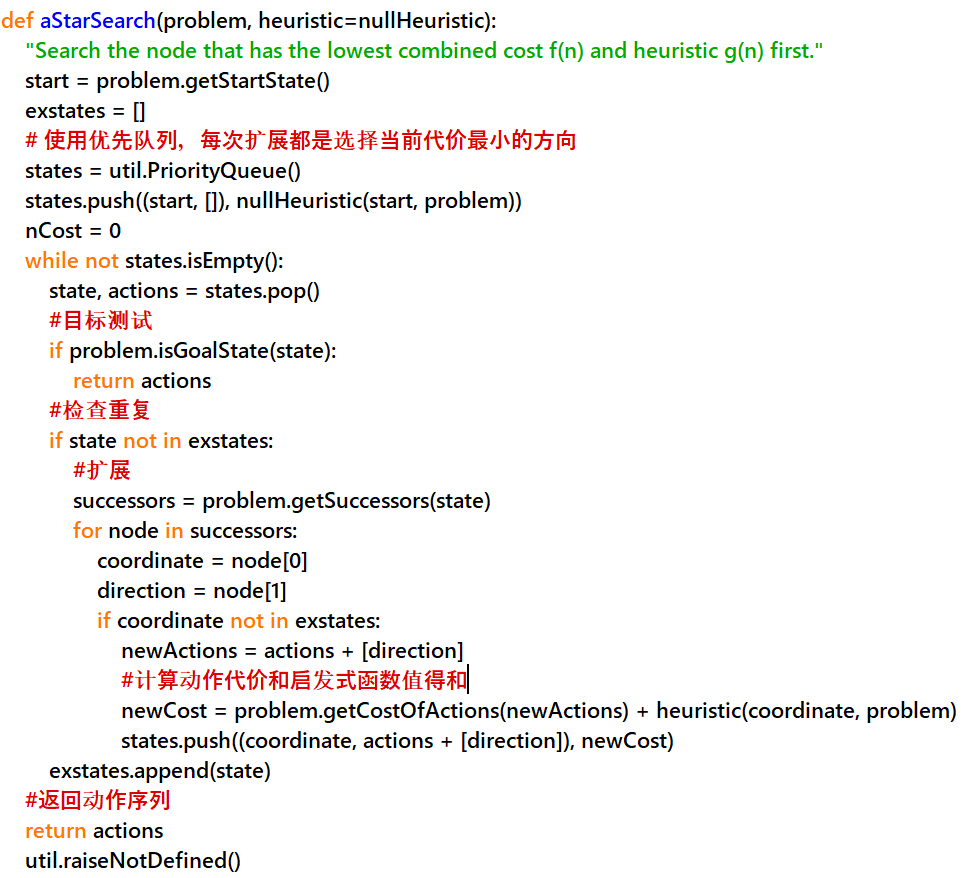 def aStarSearch(problem, heuristic=nullHeuristic):
"Search the node that has the lowest combined cost f(n) and heuristic g(n) first."
start = problem.getStartState()
exstates = []
# 使用优先队列，每次扩展都是选择当前代价最小的方向
states = util.PriorityQueue()
states.push((start, []), nullHeuristic(start, problem))
nCost = 0
while not states.isEmpty():
state, actions = states.pop()
#目标测试
if problem.isGoalState(state):
return actions
#检查重复
if state not in exstates:
#扩展
successors = problem.getSuccessors(state)
for node in successors:
coordinate = node[0]
direction = node[1]
if coordinate not in exstates:
newActions = actions + [direction]
#计算动作代价和启发式函数值得和
newCost = problem.getCostOfActions(newActions) + heuristic(coordinate, problem)
states.push((coordinate, actions + [direction]), newCost)
exstates.append(state)
#返回动作序列
return actions
util.raiseNotDefined()